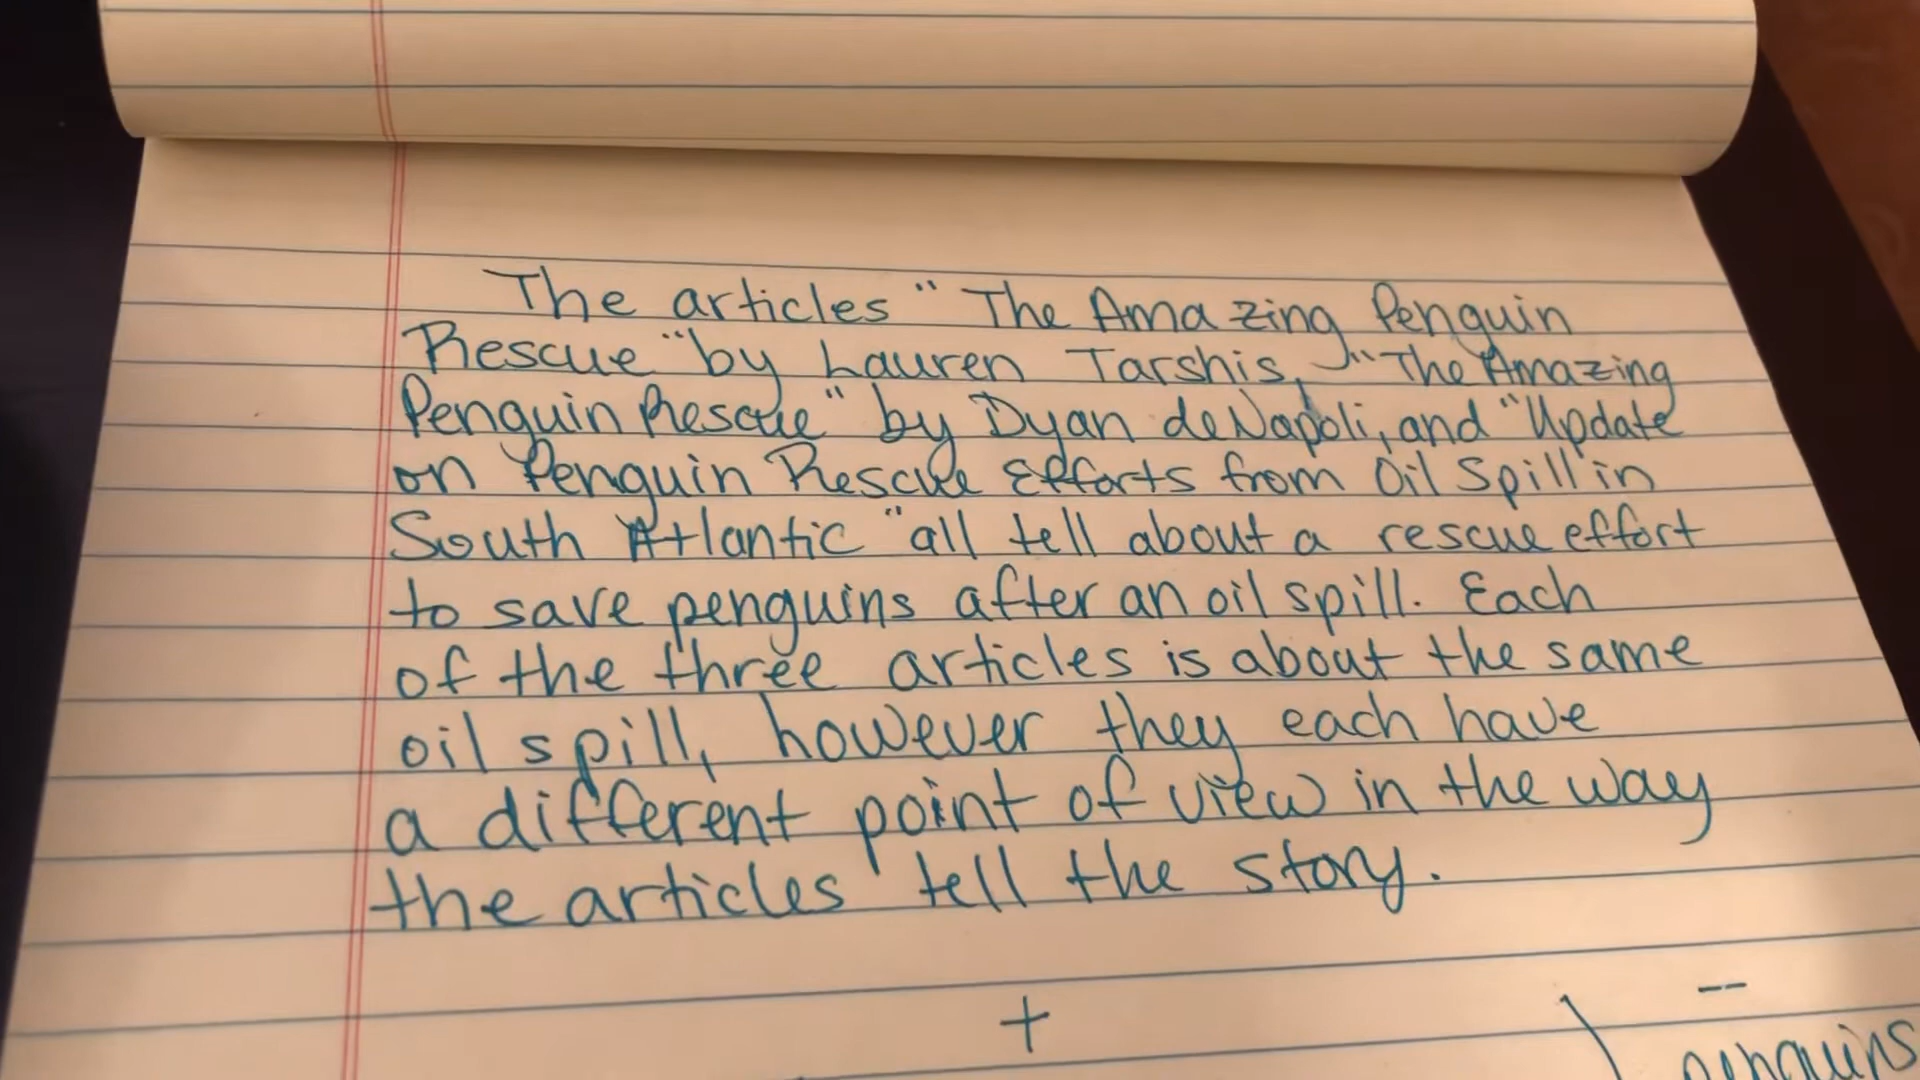 The articles "The Amazing Penguin
Rescue" by Lauren Tarshis, "The Amazing
Penguin Rescue" by Dyan deNapoli, and "Update
on Penguin Rescue Efforts from Oil Spill in
South Atlantic" all tell about a rescue effort
to save penguins after an oil spill. Each
of the three articles is about the same
oil spill, however they each have
a different point of view in the way
the articles tell the story.
+
--
penguins